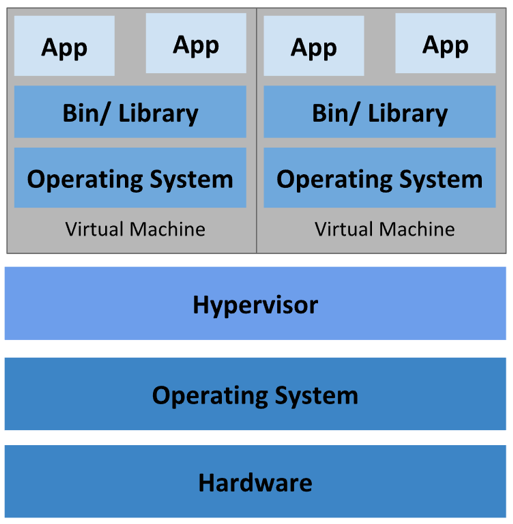 App App App App
Bin/ Library Bin/ Library
Operating System Operating System
Virtual Machine Virtual Machine
Hypervisor
Operating System
Hardware